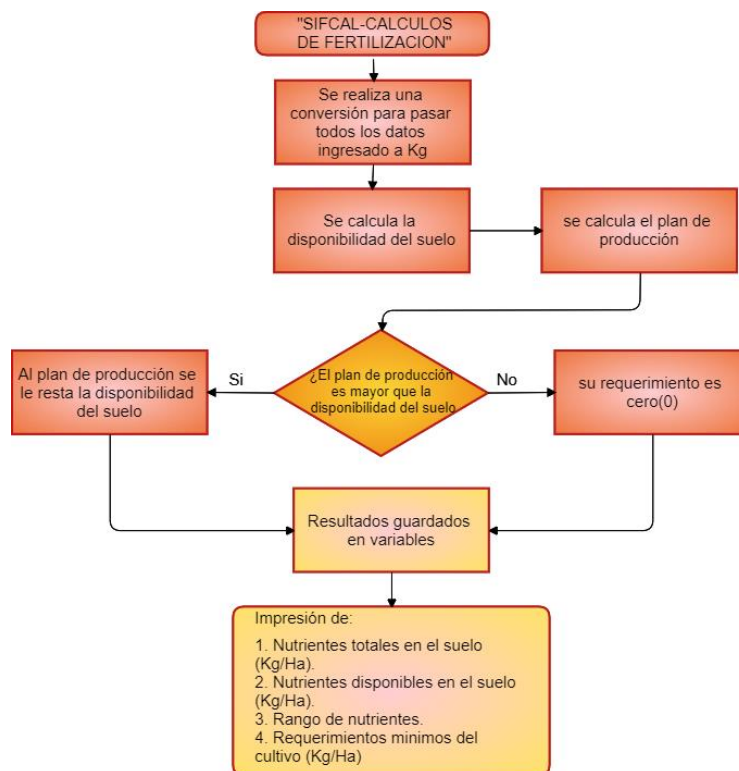 "SIFCAL-CALCULOS
DE FERTILIZACION"
Se realiza una
conversión para pasar
todos los datos
ingresado a Kg
Se calcula la
disponibilidad del suelo
se calcula el plan de
producción
Al plan de producción se
le resta la disponibilidad
del suelo
Si
¿El plan de producción
es mayor que la
disponibilidad del suelo
No
su requerimiento es
cero(0)
Resultados guardados
en variables
Impresión de:
1. Nutrientes totales en el suelo
(Kg/Ha).
2. Nutrientes disponibles en el suelo
(Kg/Ha).
3. Rango de nutrientes.
4. Requerimientos minimos del
cultivo (Kg/Ha)